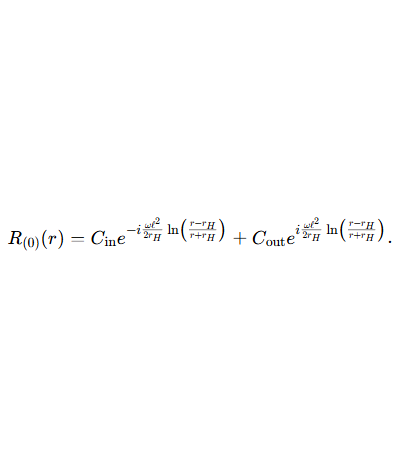 R_{(0)}(r) = C_{\text{in}} e^{-i \frac{\omega \ell^2}{2 r_H} \ln\left(\frac{r - r_H}{r + r_H}\right)} + C_{\text{out}} e^{i \frac{\omega \ell^2}{2 r_H} \ln\left(\frac{r - r_H}{r + r_H}\right)}.